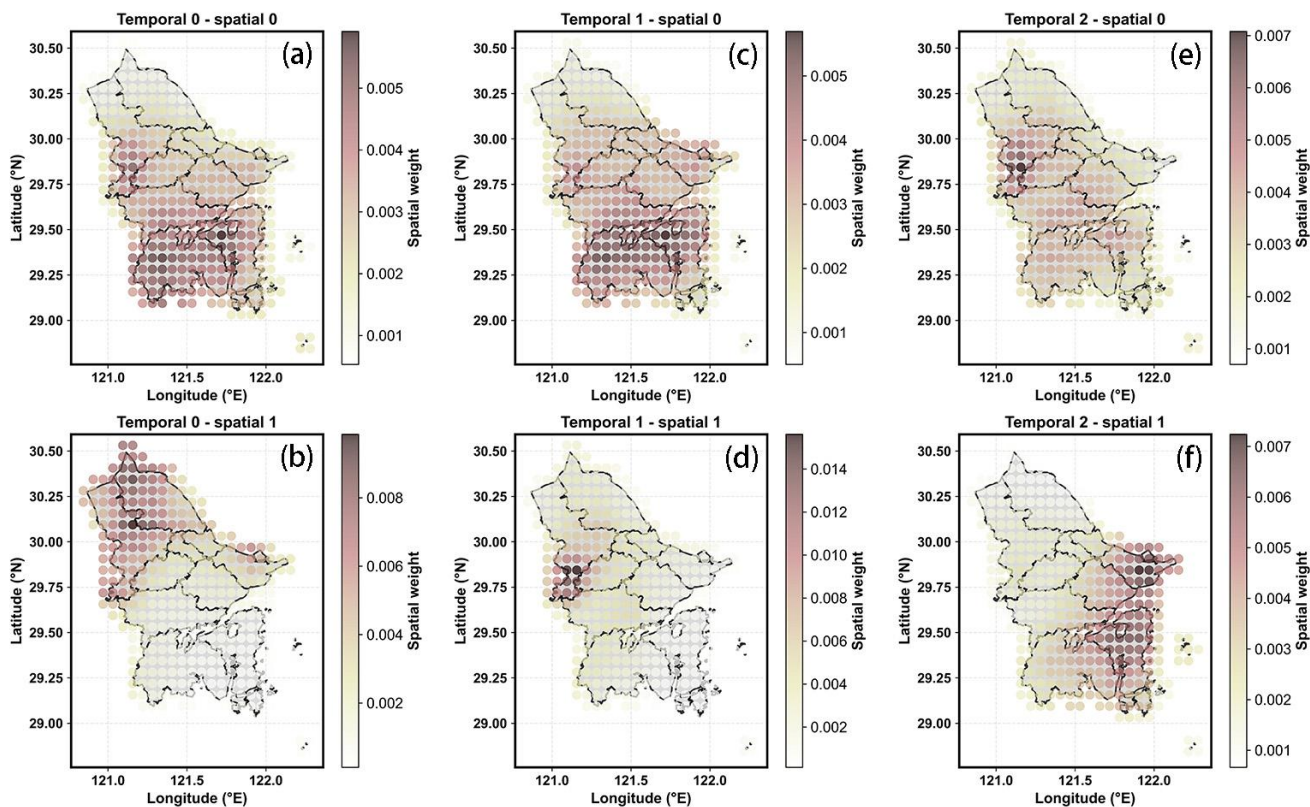 Temporal 0 - spatial 0
(a)
30.50
30.25
30.00
29.75
29.50
29.25
29.00
Latitude (°N)
121.0 121.5 122.0
Longitude (°E)
0.005
0.004
0.003
0.002
0.001
Spatial weight
Temporal 1 - spatial 0
(c)
30.50
30.25
30.00
29.75
29.50
29.25
29.00
Latitude (°N)
121.0 121.5 122.0
Longitude (°E)
0.005
0.004
0.003
0.002
0.001
Spatial weight
Temporal 2 - spatial 0
(e)
30.50
30.25
30.00
29.75
29.50
29.25
29.00
Latitude (°N)
121.0 121.5 122.0
Longitude (°E)
0.007
0.006
0.005
0.004
0.003
0.002
0.001
Spatial weight
Temporal 0 - spatial 1
(b)
30.50
30.25
30.00
29.75
29.50
29.25
29.00
Latitude (°N)
121.0 121.5 122.0
Longitude (°E)
0.008
0.006
0.004
0.002
Spatial weight
Temporal 1 - spatial 1
(d)
30.50
30.25
30.00
29.75
29.50
29.25
29.00
Latitude (°N)
121.0 121.5 122.0
Longitude (°E)
0.014
0.012
0.010
0.008
0.006
0.004
0.002
Spatial weight
Temporal 2 - spatial 1
(f)
30.50
30.25
30.00
29.75
29.50
29.25
29.00
Latitude (°N)
121.0 121.5 122.0
Longitude (°E)
0.007
0.006
0.005
0.004
0.003
0.002
0.001
Spatial weight